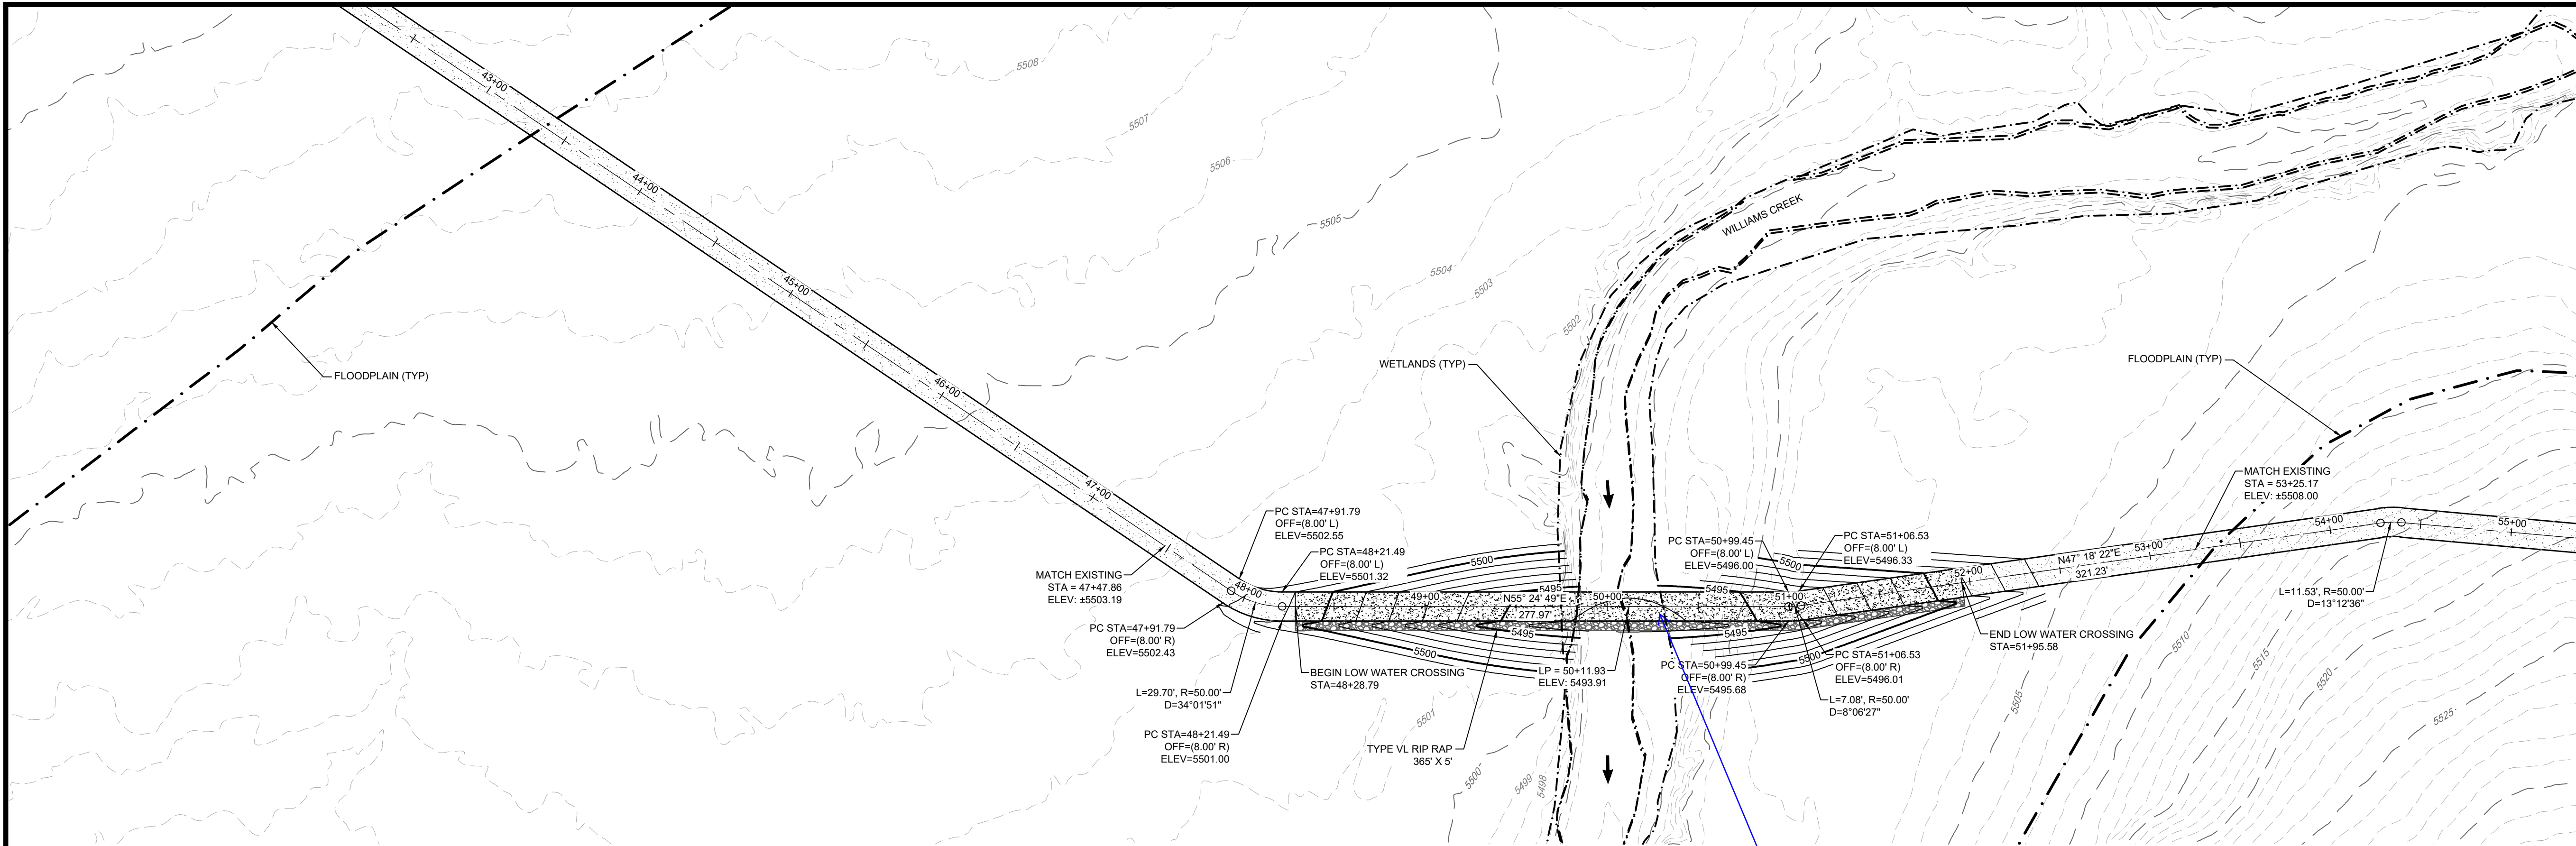 43+00
44+00
45+00
46+00
47+00
48+00
49+00
50+00
51+00
52+00
53+00
54+00
55+00
5508
5507
5506
5505
5504
5503
5502
WILLIAMS CREEK
FLOODPLAIN (TYP)
WETLANDS (TYP)
FLOODPLAIN (TYP)
MATCH EXISTING
STA = 53+25.17
ELEV: ±5508.00
PC STA=47+91.79
OFF=(8.00' L)
ELEV=5502.55
PC STA=48+21.49
OFF=(8.00' L)
ELEV=5501.32
MATCH EXISTING
STA = 47+47.86
ELEV: ±5503.19
PC STA=47+91.79
OFF=(8.00' R)
ELEV=5502.43
L=29.70', R=50.00'
D=34°01'51"
PC STA=48+21.49
OFF=(8.00' R)
ELEV=5501.00
BEGIN LOW WATER CROSSING
STA=48+28.79
TYPE VL RIP RAP
365' X 5'
5500
5495
N55° 24' 49"E
277.97'
5495
5500
LP = 50+11.93
ELEV: 5493.91
PC STA=50+99.45
OFF=(8.00' L)
ELEV=5496.00
PC STA=51+06.53
OFF=(8.00' L)
ELEV=5496.33
5500
5495
5495
5500
PC STA=50+99.45
OFF=(8.00' R)
ELEV=5495.68
PC STA=51+06.53
OFF=(8.00' R)
ELEV=5496.01
L=7.08', R=50.00'
D=8°06'27"
END LOW WATER CROSSING
STA=51+95.58
N47° 18' 22"E
321.23'
L=11.53', R=50.00'
D=13°12'36"
5501
5500
5499
5498
5505
5510
5515
5520
5525